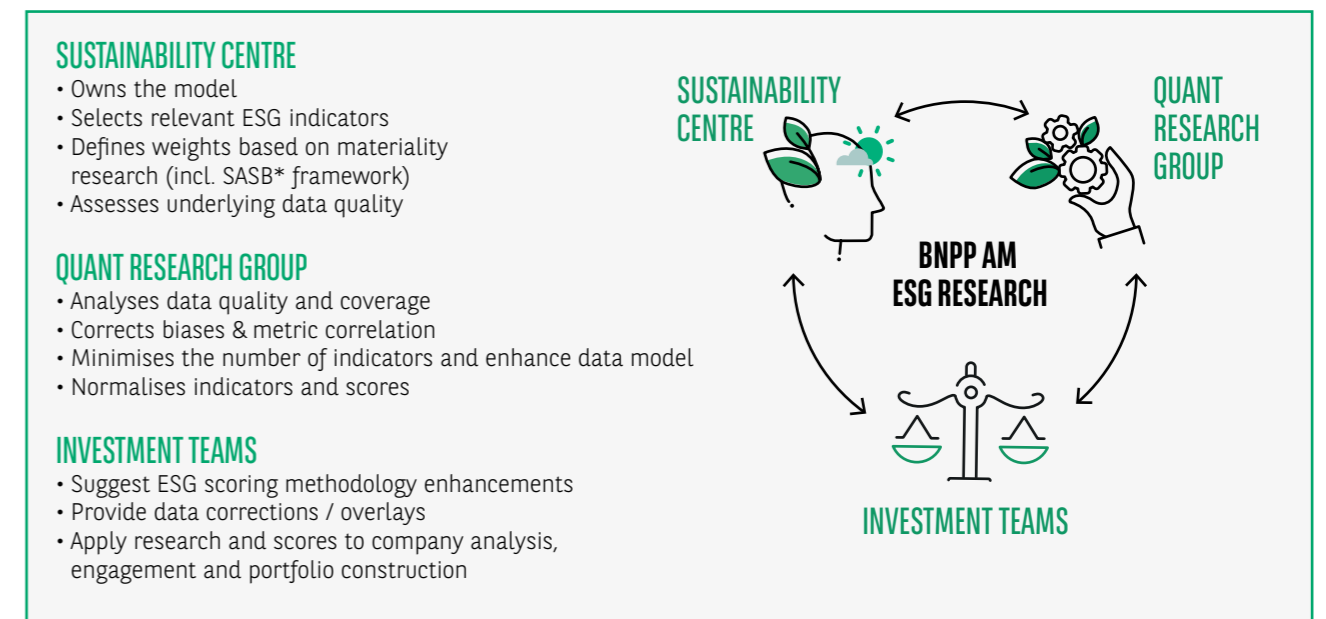 SUSTAINABILITY CENTRE
• Owns the model
• Selects relevant ESG indicators
• Defines weights based on materiality
research (incl. SASB* framework)
• Assesses underlying data quality
QUANT RESEARCH GROUP
• Analyses data quality and coverage
• Corrects biases & metric correlation
• Minimises the number of indicators and enhance data model
• Normalises indicators and scores
INVESTMENT TEAMS
• Suggest ESG scoring methodology enhancements
• Provide data corrections / overlays
• Apply research and scores to company analysis,
engagement and portfolio construction
SUSTAINABILITY
CENTRE
QUANT
RESEARCH
GROUP
BNPP AM
ESG RESEARCH
INVESTMENT TEAMS